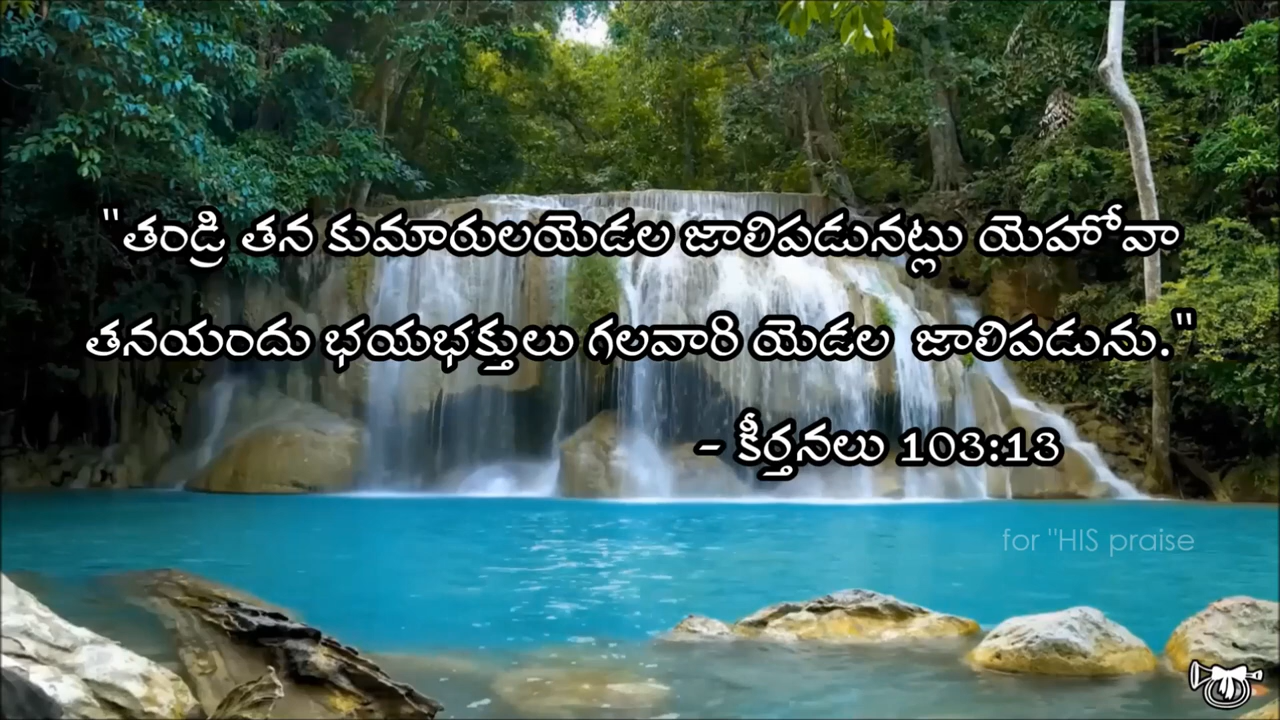 "తండ్రి తన కుమారులయెడల జాలిపడునట్లు యెహోవా
తనయందు భయభక్తులు గలవారి యెడల జాలిపడును."
- కీర్తనలు 103:13
for "HIS praise